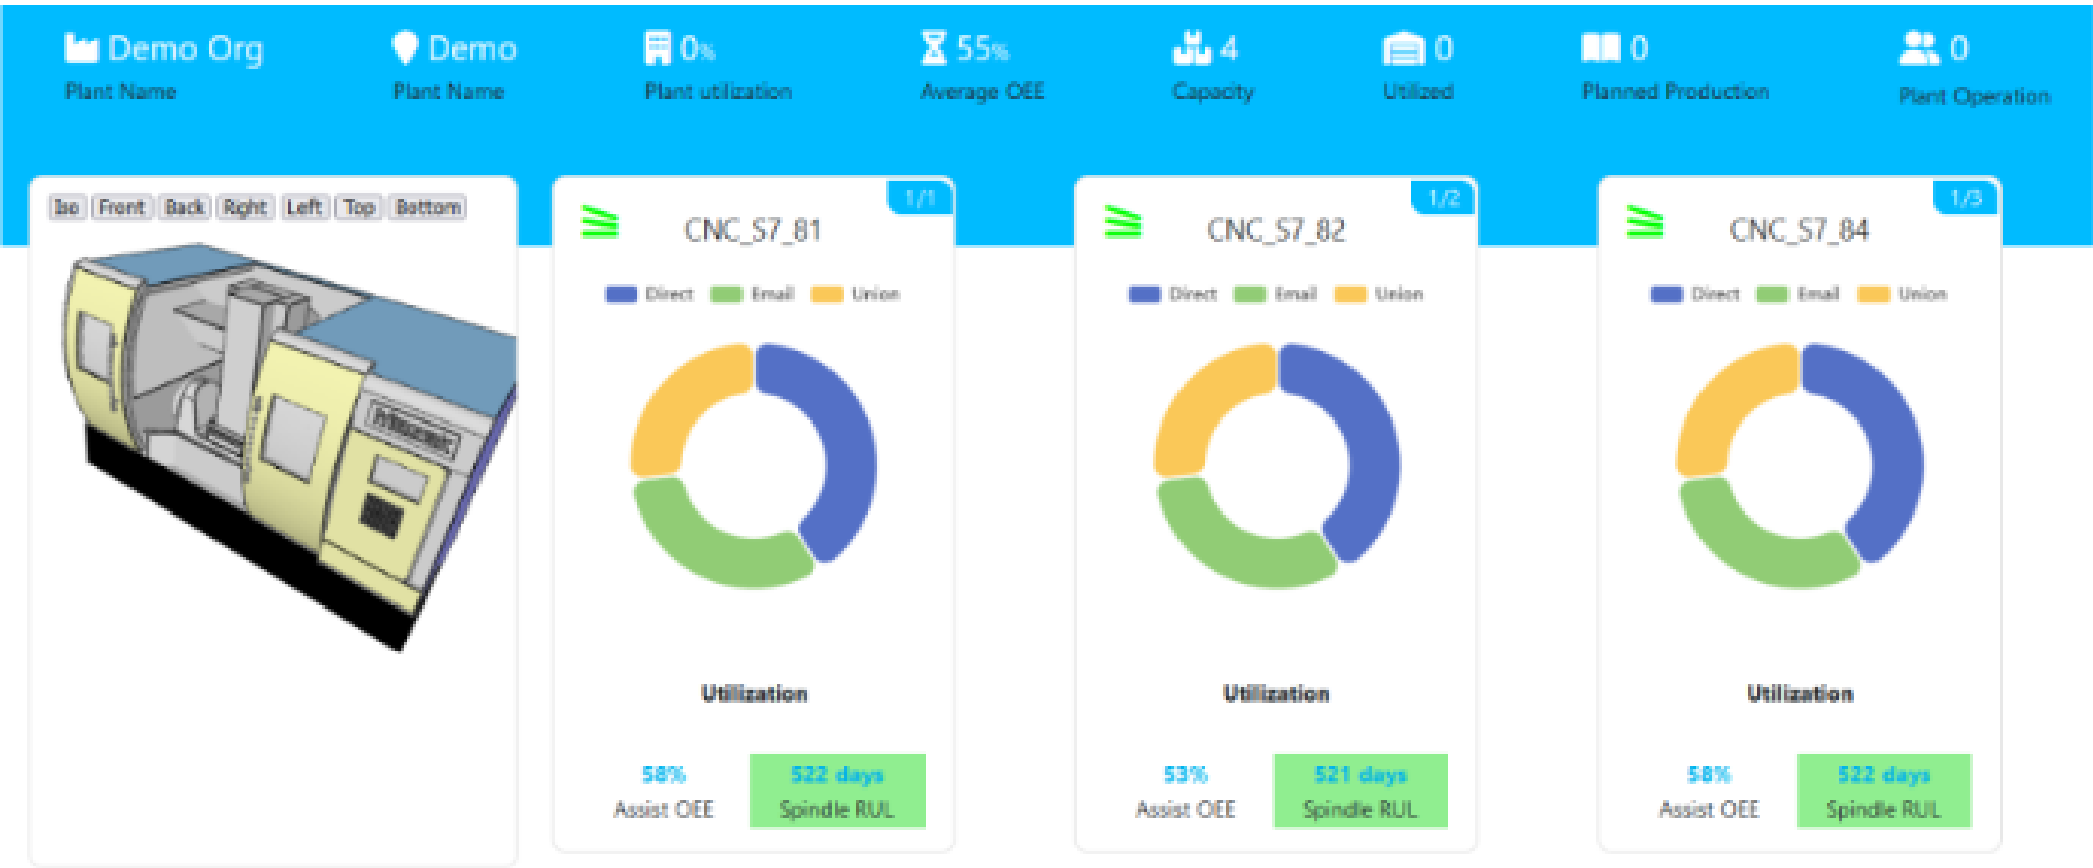 Demo Org
Plant Name
Demo
Plant Name
0%
Plant utilization
55%
Average OEE
4
Capacity
0
Utilized
0
Planned Production
0
Plant Operation
Iso Front Back Right Left Top Bottom
1/1
CNC_S7_81
Direct Email Union
Utilization
58%
Assist OEE
522 days
Spindle RUL
1/2
CNC_S7_82
Direct Email Union
Utilization
53%
Assist OEE
521 days
Spindle RUL
1/3
CNC_S7_84
Direct Email Union
Utilization
58%
Assist OEE
522 days
Spindle RUL